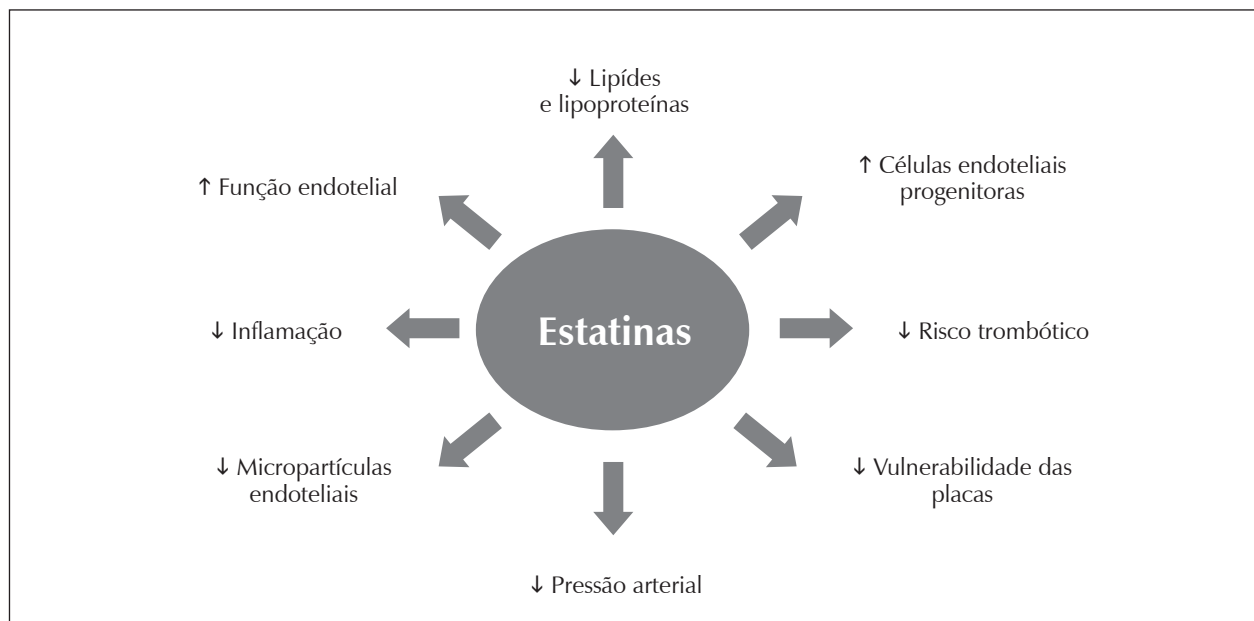 ↓ Lipídes
e lipoproteínas
↑ Células endoteliais
progenitoras
↑ Função endotelial
↓ Inflamação
Estatinas
↓ Risco trombótico
↓ Micropartículas
endoteliais
↓ Vulnerabilidade das
placas
↓ Pressão arterial